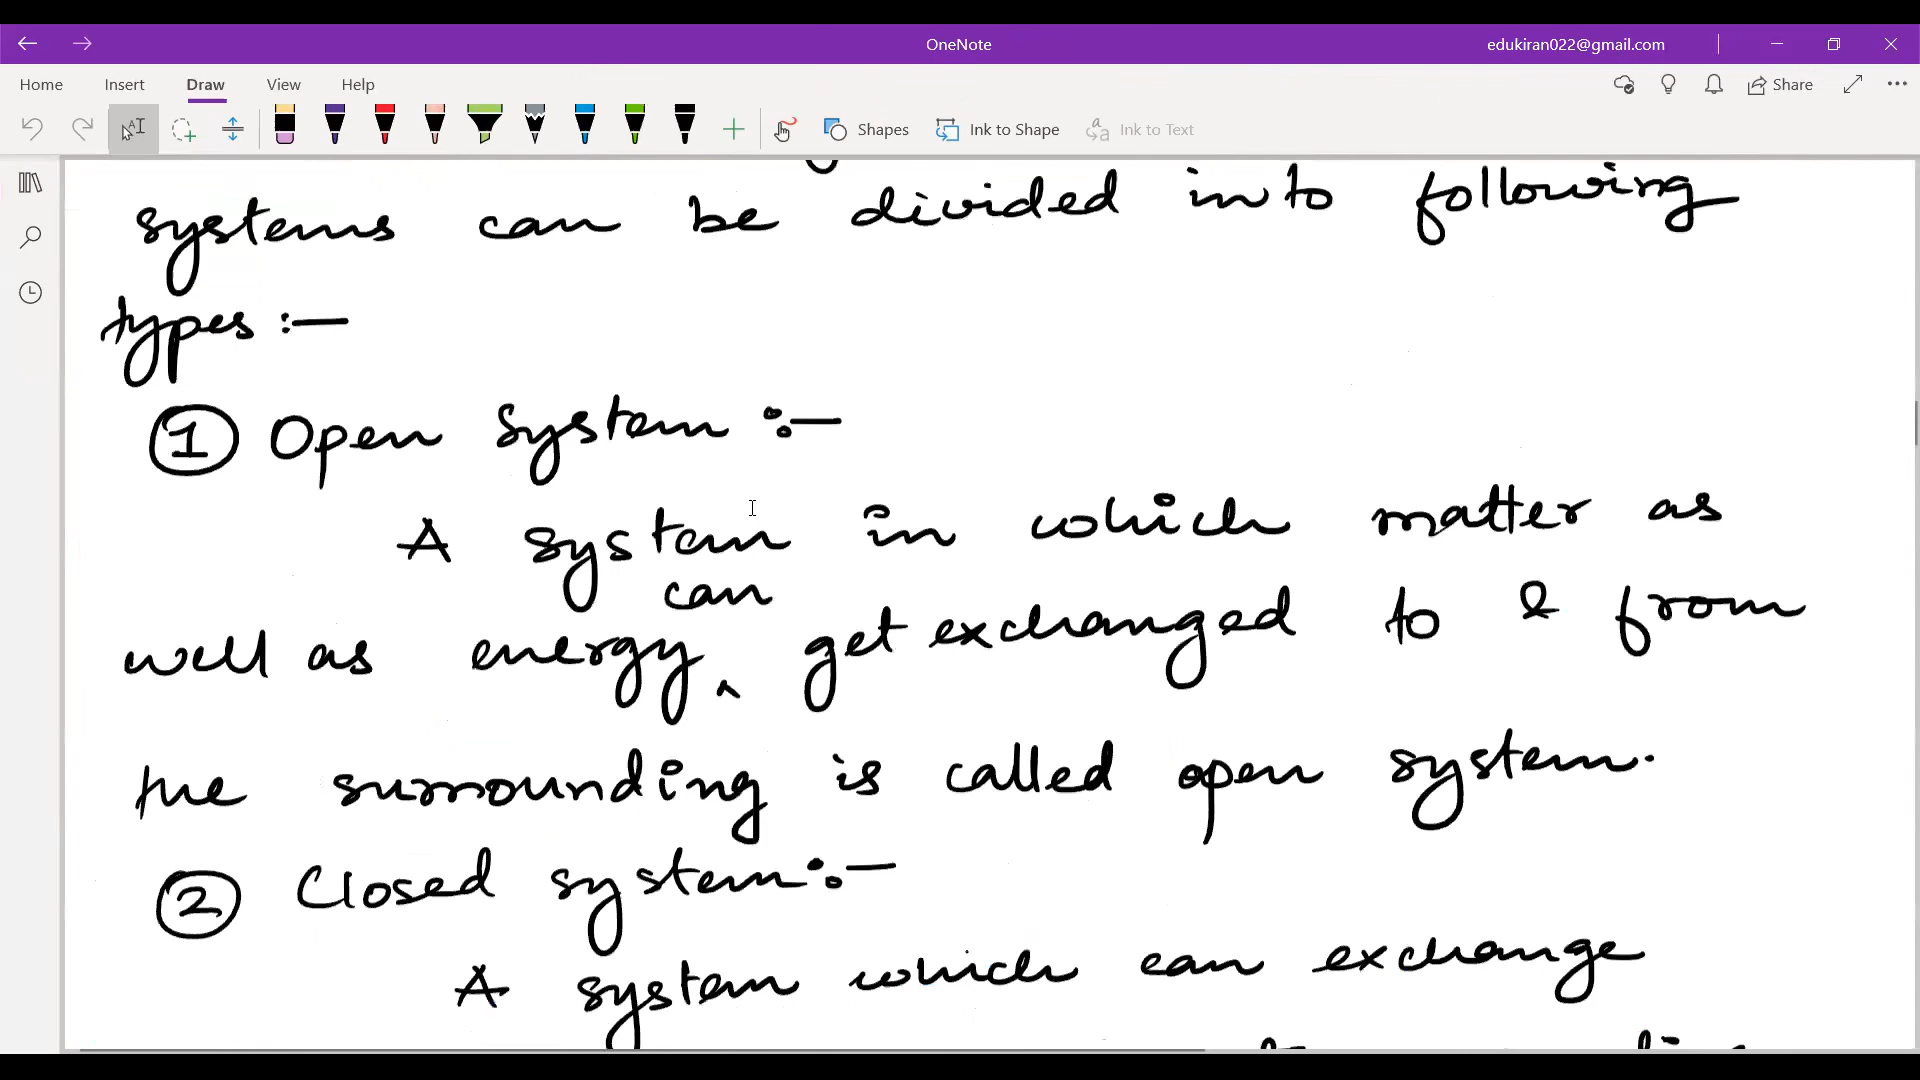 OneNote
edukiran022@gmail.com
Home Insert Draw View Help
Share
Shapes Ink to Shape Ink to Text
systems can be divided into following
types :—
1 Open system :—
A system in which matter as
can
well as energy ‸ get exchanged to & from
the surrounding is called open system.
2 Closed system :—
A system which can exchange